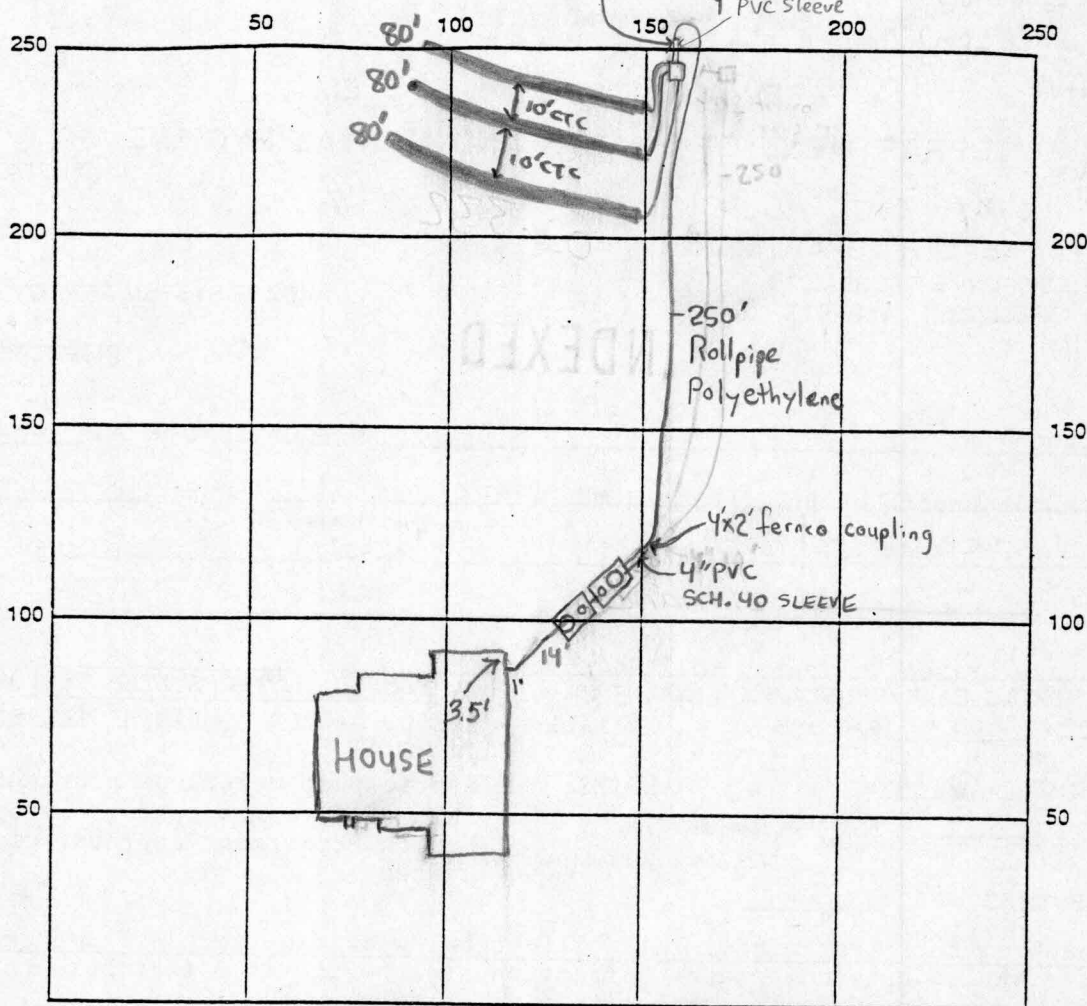 50 100 150 200 250
PVC Sleeve
250
80'
80'
10'CTC
80'
10'CTC
200 200
250'
Rollpipe
Polyethylene
INDEXED
150 150
4'x2' fernco coupling
4" PVC
SCH. 40 SLEEVE
100 100
14'
1'
3.5'
HOUSE
50 50
-250